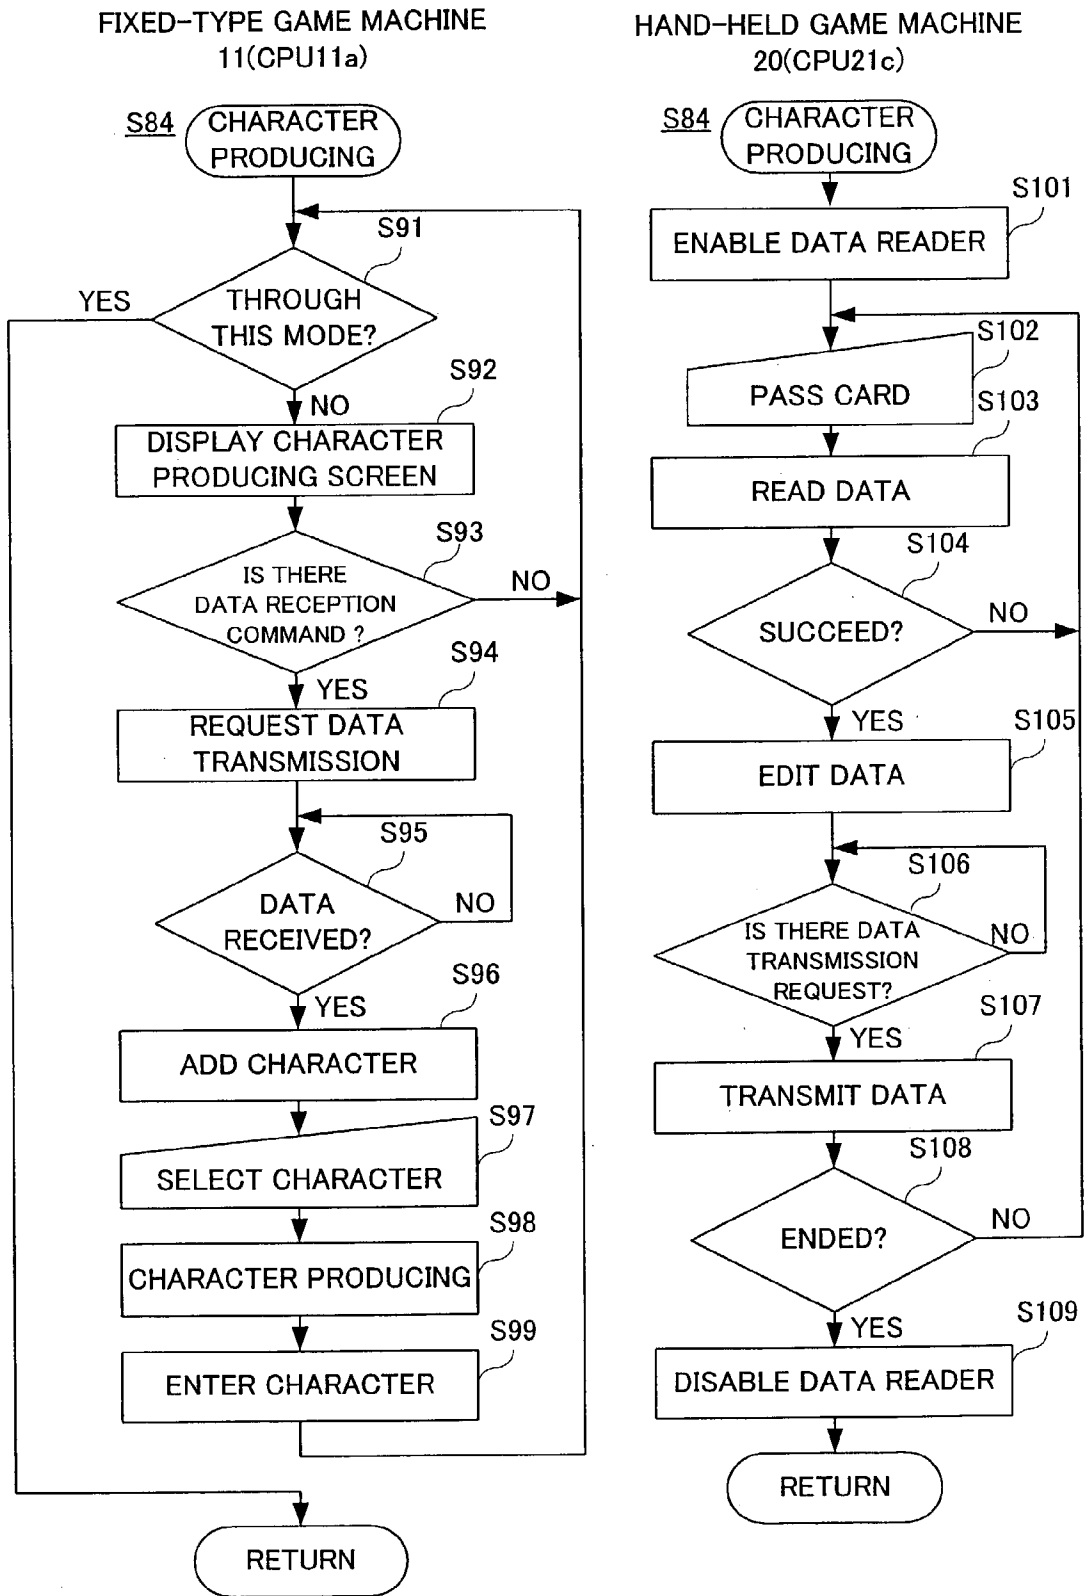 FIXED-TYPE GAME MACHINE
11(CPU11a)
S84
CHARACTER
PRODUCING
S91
YES
THROUGH
THIS MODE?
NO
S92
DISPLAY CHARACTER
PRODUCING SCREEN
S93
IS THERE
DATA RECEPTION
COMMAND ?
NO
YES
S94
REQUEST DATA
TRANSMISSION
S95
DATA
RECEIVED?
NO
YES
S96
ADD CHARACTER
S97
SELECT CHARACTER
S98
CHARACTER PRODUCING
S99
ENTER CHARACTER
RETURN
HAND-HELD GAME MACHINE
20(CPU21c)
S84
CHARACTER
PRODUCING
S101
ENABLE DATA READER
S102
PASS CARD
S103
READ DATA
S104
SUCCEED?
NO
YES
S105
EDIT DATA
S106
IS THERE DATA
TRANSMISSION
REQUEST?
NO
YES
S107
TRANSMIT DATA
S108
ENDED?
NO
YES
S109
DISABLE DATA READER
RETURN